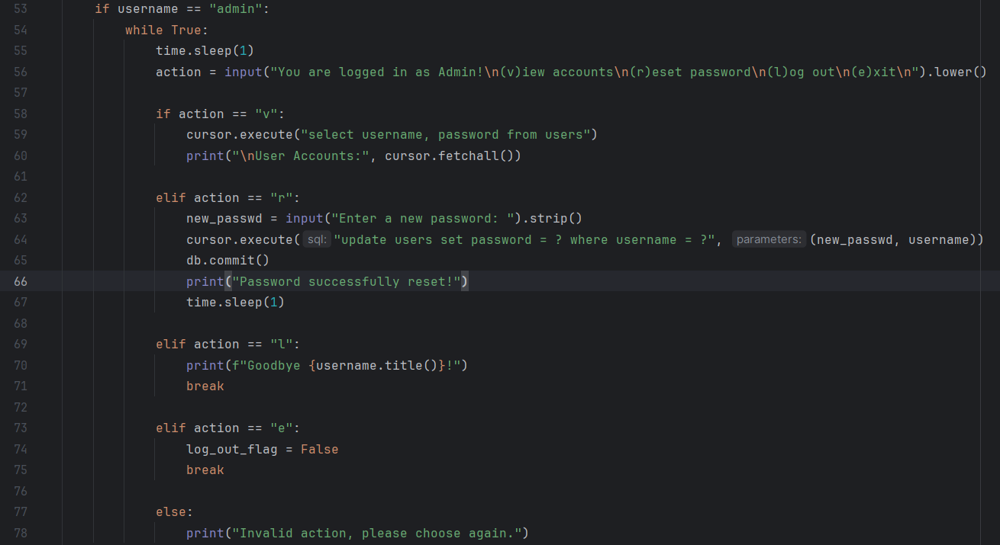 53 if username == "admin":
54 while True:
55 time.sleep(1)
56 action = input("You are logged in as Admin!\n(v)iew accounts\n(r)eset password\n(l)og out\n(e)xit\n").lower()
57
58 if action == "v":
59 cursor.execute("select username, password from users")
60 print("\nUser Accounts:", cursor.fetchall())
61
62 elif action == "r":
63 new_passwd = input("Enter a new password: ").strip()
64 cursor.execute( sql: "update users set password = ? where username = ?", parameters: (new_passwd, username))
65 db.commit()
66 print("Password successfully reset!")
67 time.sleep(1)
68
69 elif action == "l":
70 print(f"Goodbye {username.title()}!")
71 break
72
73 elif action == "e":
74 log_out_flag = False
75 break
76
77 else:
78 print("Invalid action, please choose again.")